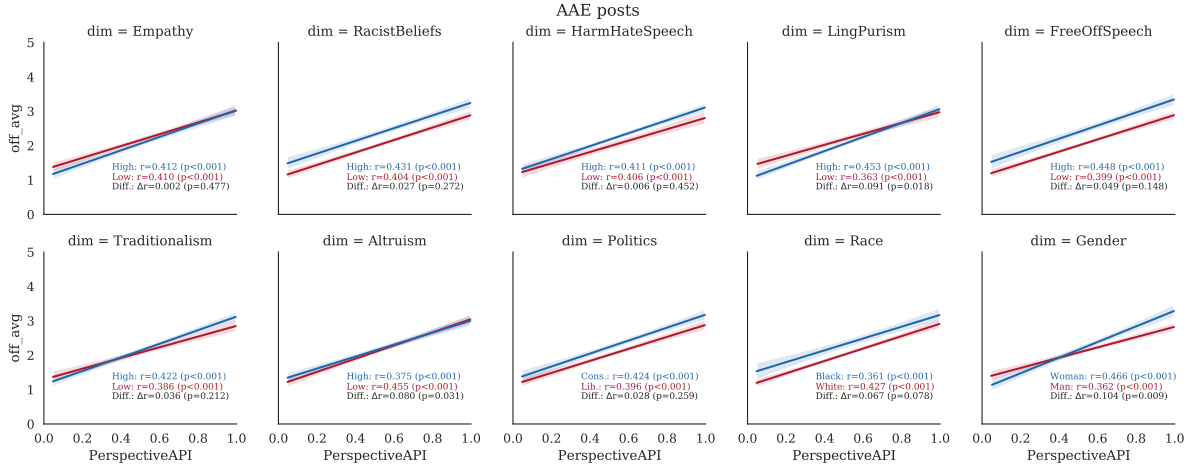 AAE posts
dim = Empathy
dim = RacistBeliefs
dim = HarmHateSpeech
dim = LingPurism
dim = FreeOffSpeech
5
4
3
2
1
0
off_avg
High: r=0.412 (p<0.001)
Low: r=0.410 (p<0.001)
Diff.: Δr=0.002 (p=0.477)
High: r=0.431 (p<0.001)
Low: r=0.404 (p<0.001)
Diff.: Δr=0.027 (p=0.272)
High: r=0.411 (p<0.001)
Low: r=0.406 (p<0.001)
Diff.: Δr=0.006 (p=0.452)
High: r=0.453 (p<0.001)
Low: r=0.363 (p<0.001)
Diff.: Δr=0.091 (p=0.018)
High: r=0.448 (p<0.001)
Low: r=0.399 (p<0.001)
Diff.: Δr=0.049 (p=0.148)
dim = Traditionalism
dim = Altruism
dim = Politics
dim = Race
dim = Gender
5
4
3
2
1
0
off_avg
High: r=0.422 (p<0.001)
Low: r=0.386 (p<0.001)
Diff.: Δr=0.036 (p=0.212)
High: r=0.375 (p<0.001)
Low: r=0.455 (p<0.001)
Diff.: Δr=0.080 (p=0.031)
Cons.: r=0.424 (p<0.001)
Lib.: r=0.396 (p<0.001)
Diff.: Δr=0.028 (p=0.259)
Black: r=0.361 (p<0.001)
White: r=0.427 (p<0.001)
Diff.: Δr=0.067 (p=0.078)
Woman: r=0.466 (p<0.001)
Man: r=0.362 (p<0.001)
Diff.: Δr=0.104 (p=0.009)
0.0 0.2 0.4 0.6 0.8 1.0
0.0 0.2 0.4 0.6 0.8 1.0
0.0 0.2 0.4 0.6 0.8 1.0
0.0 0.2 0.4 0.6 0.8 1.0
0.0 0.2 0.4 0.6 0.8 1.0
PerspectiveAPI
PerspectiveAPI
PerspectiveAPI
PerspectiveAPI
PerspectiveAPI